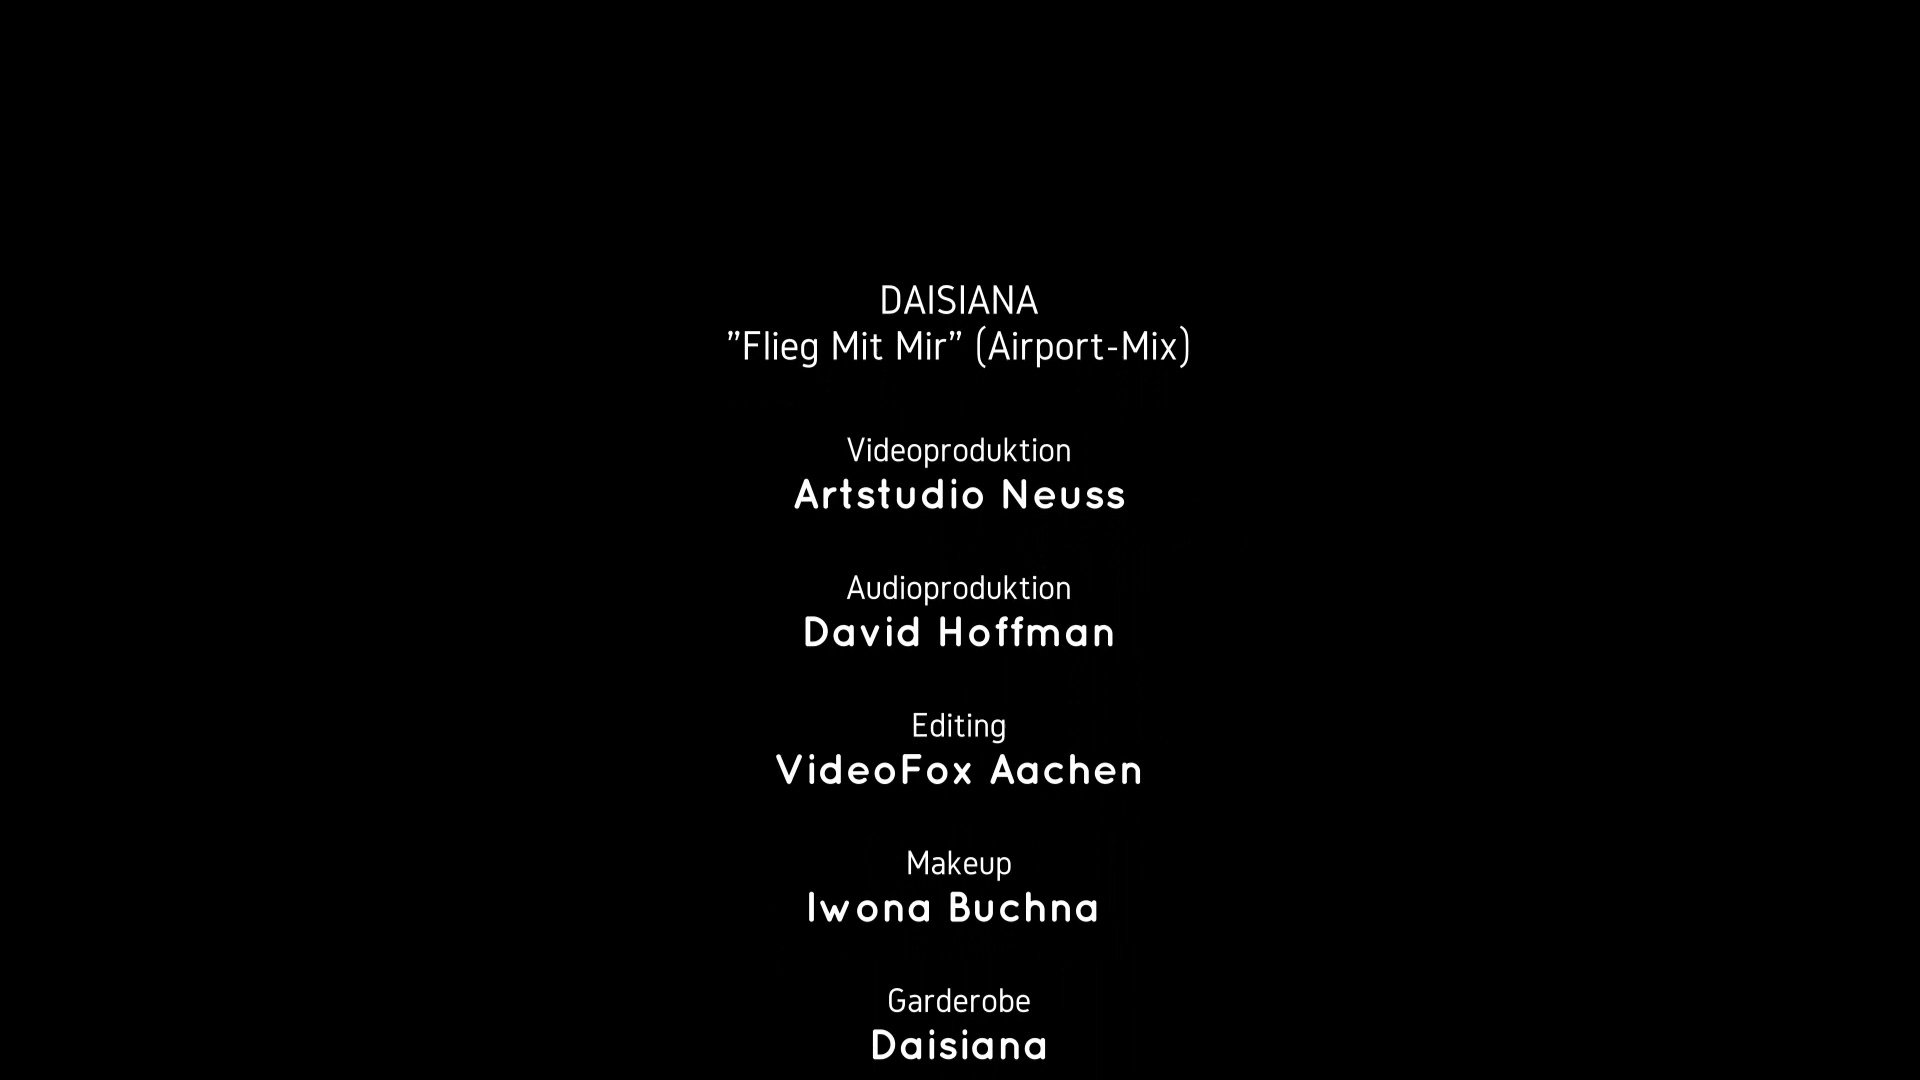 DAISIANA
”Flieg Mit Mir” (Airport-Mix)
Videoproduktion
Artstudio Neuss
Audioproduktion
David Hoffman
Editing
VideoFox Aachen
Makeup
Iwona Buchna
Garderobe
Daisiana